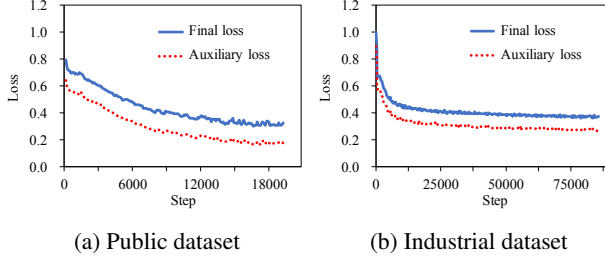 1.2
1.0
0.8
0.6
0.4
0.2
0.0
Loss
Final loss
Auxiliary loss
0 6000 12000 18000
Step
(a) Public dataset
1.2
1.0
0.8
0.6
0.4
0.2
0.0
Loss
Final loss
Auxiliary loss
0 25000 50000 75000
Step
(b) Industrial dataset